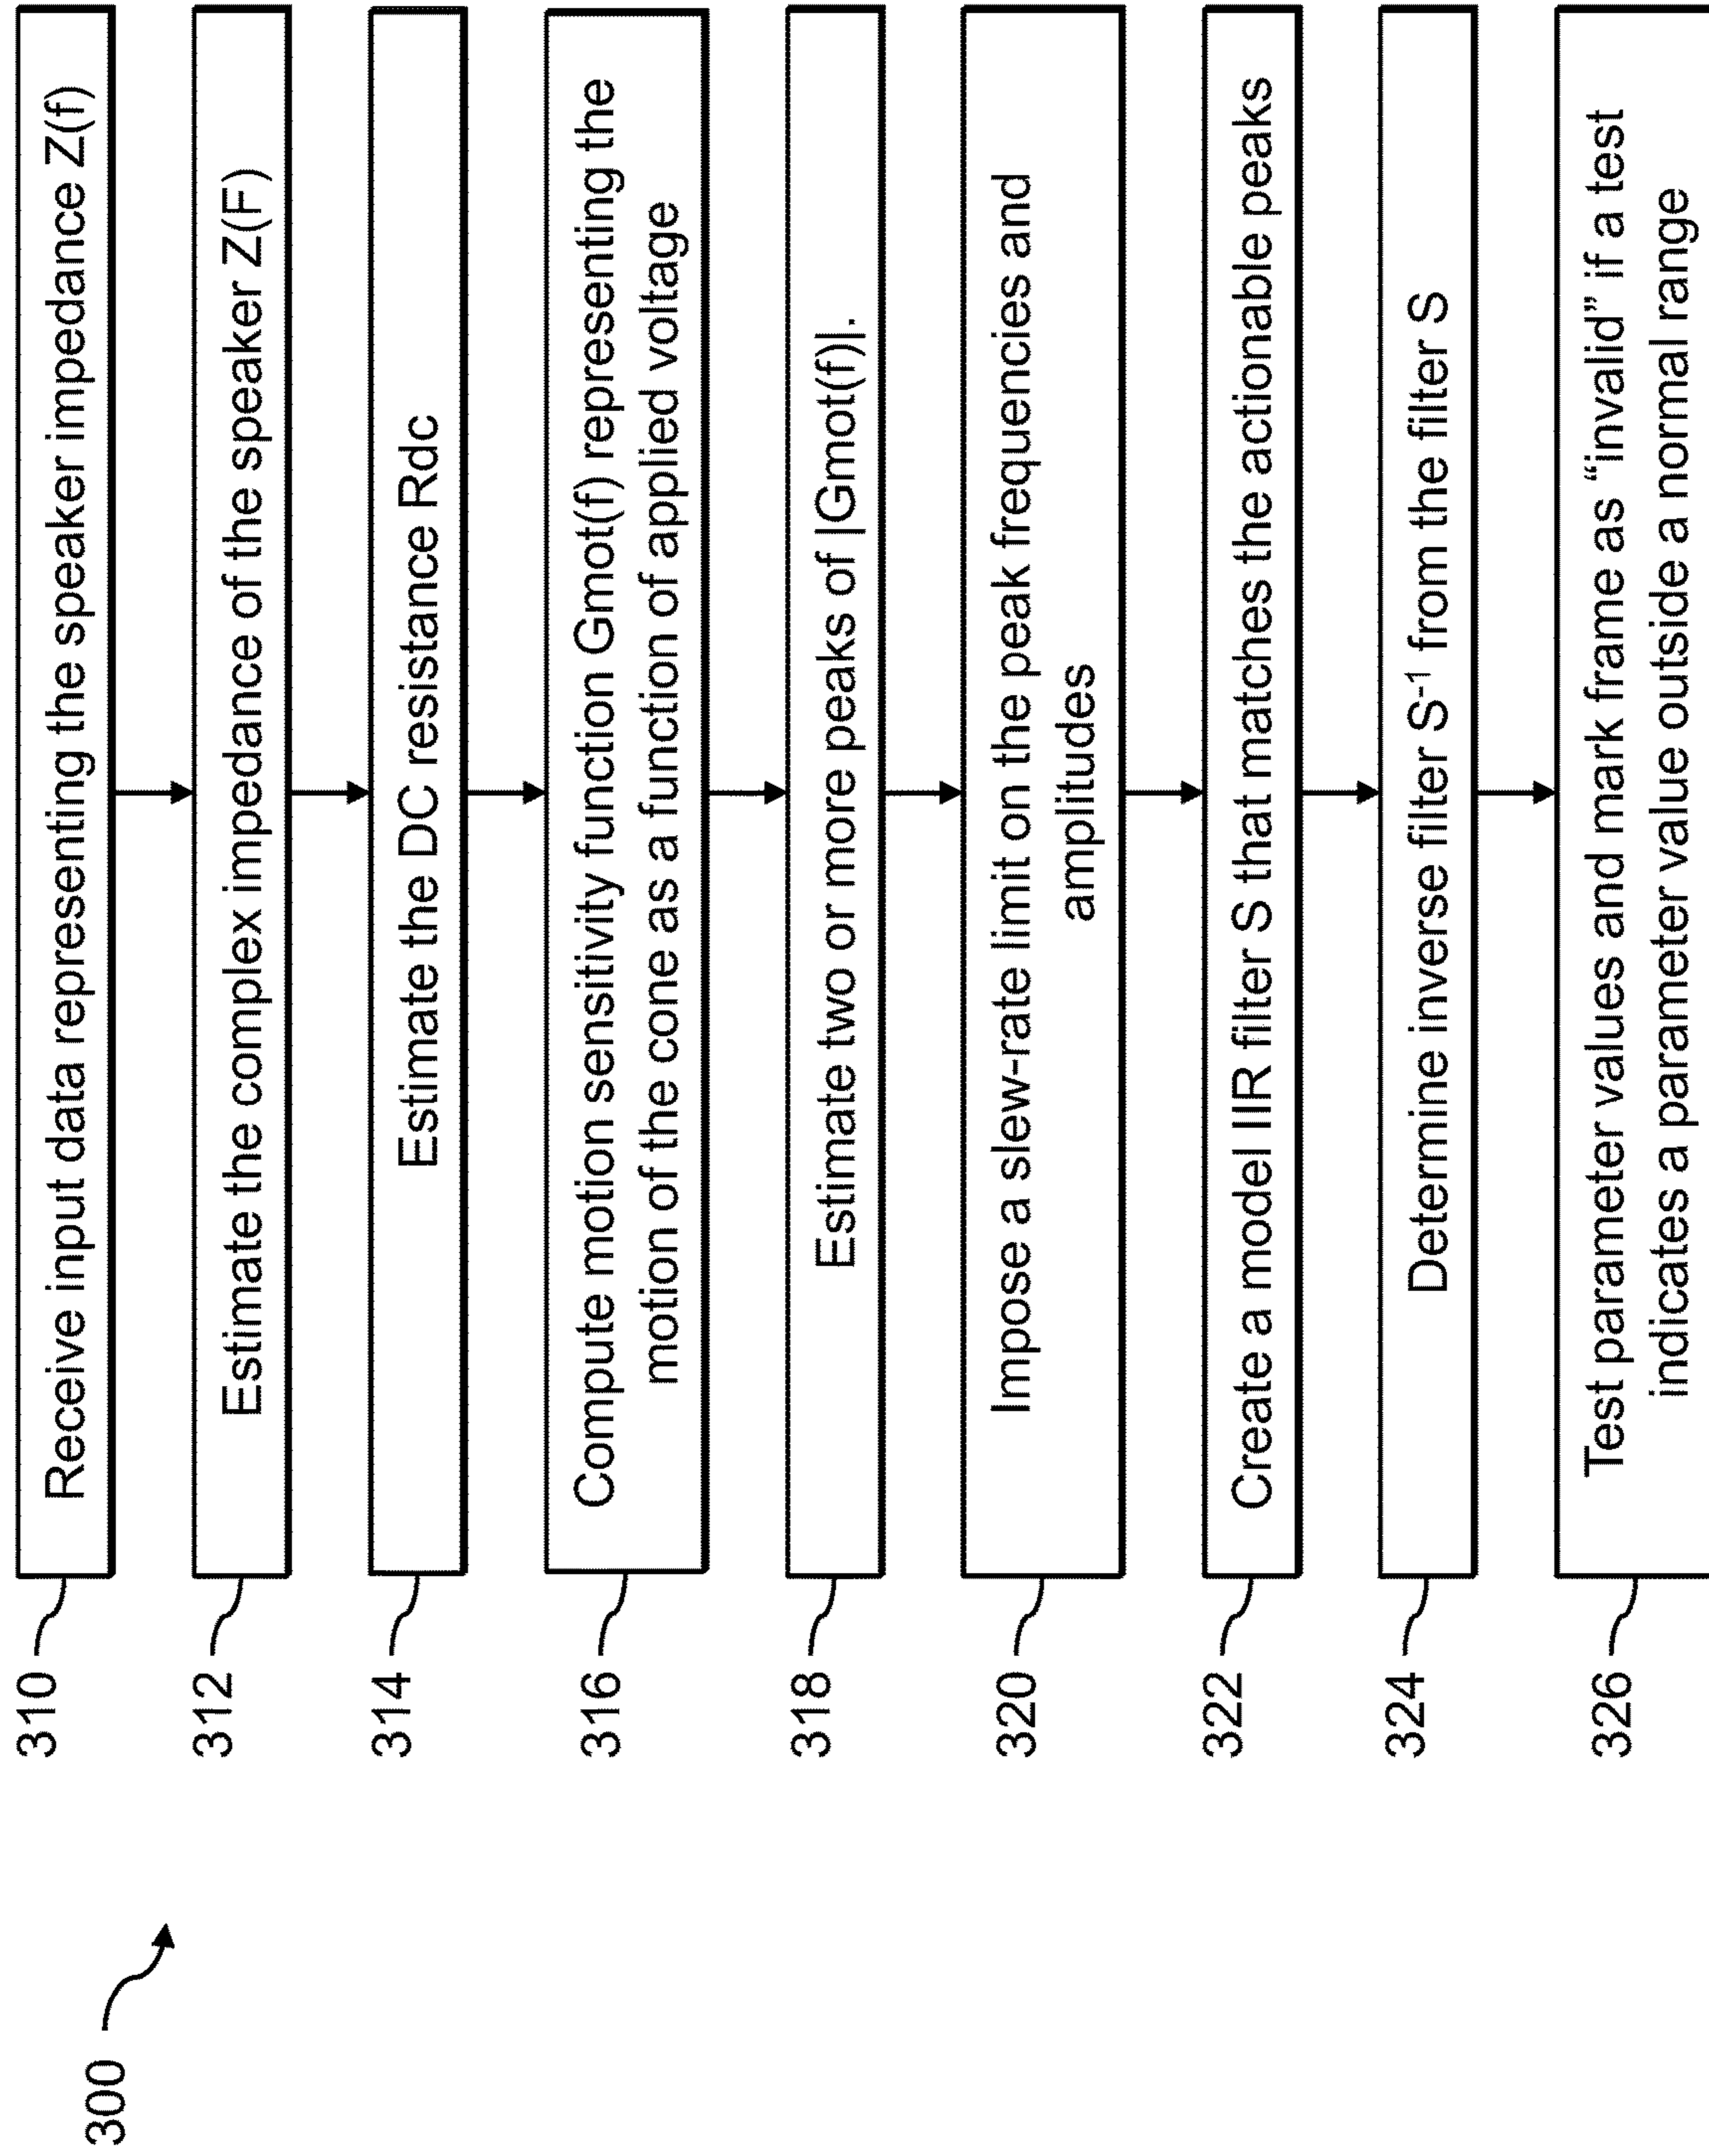 300
310
Receive input data representing the speaker impedance Z(f)
312
Estimate the complex impedance of the speaker Z(F)
314
Estimate the DC resistance Rdc
316
Compute motion sensitivity function Gmot(f) representing the
motion of the cone as a function of applied voltage
318
Estimate two or more peaks of |Gmot(f)|.
320
Impose a slew-rate limit on the peak frequencies and
amplitudes
322
Create a model IIR filter S that matches the actionable peaks
324
Determine inverse filter S⁻¹ from the filter S
326
Test parameter values and mark frame as “invalid” if a test
indicates a parameter value outside a normal range